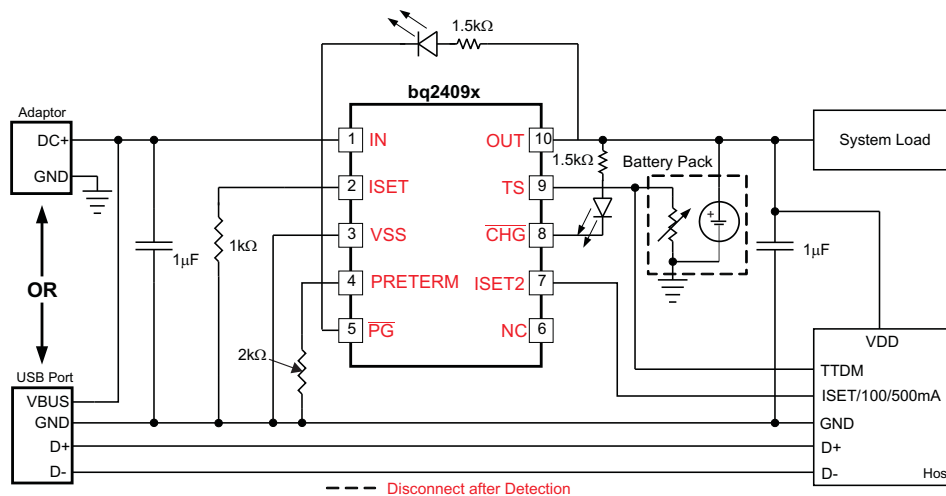 1.5kΩ
bq2409x
Adaptor
DC+
GND
OR
USB Port
VBUS
GND
D+
D-
1μF
1kΩ
2kΩ
1 IN
2 ISET
3 VSS
4 PRETERM
5 PG
OUT 10
TS 9
CHG 8
ISET2 7
NC 6
1.5kΩ
Battery Pack
+
System Load
1μF
VDD
TTDM
ISET/100/500mA
GND
D+
D-
Hos
Disconnect after Detection